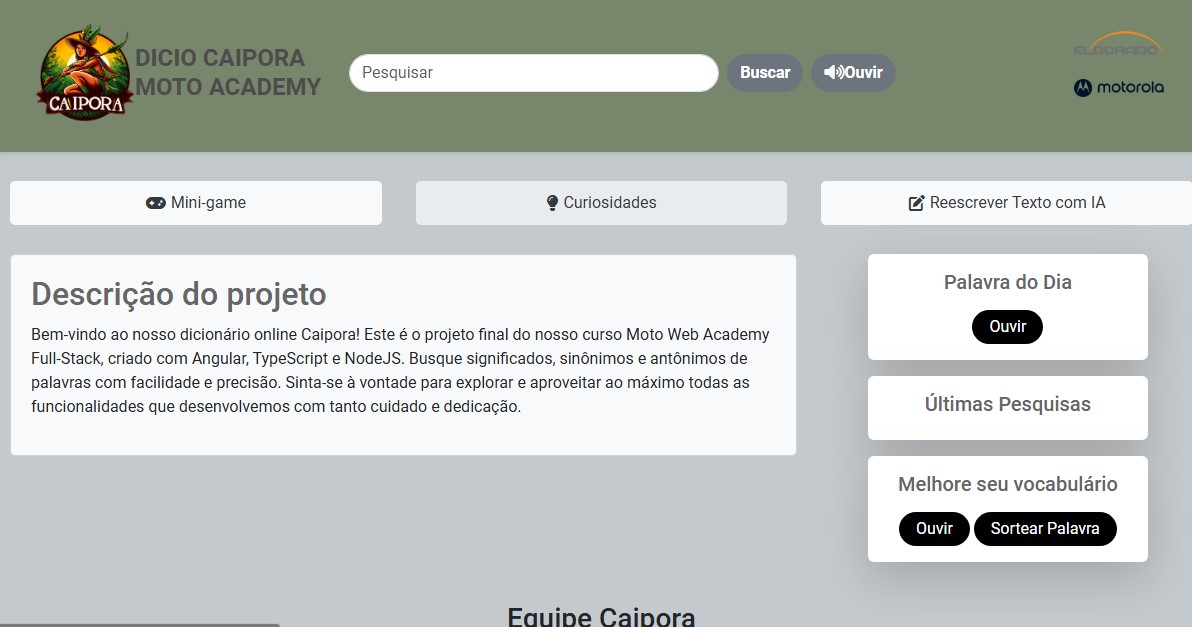 CAIPORA
DICIO CAIPORA
MOTO ACADEMY
Pesquisar
Buscar
Ouvir
ELDORADO
motorola
Mini-game
Curiosidades
Reescrever Texto com IA
Descrição do projeto
Bem-vindo ao nosso dicionário online Caipora! Este é o projeto final do nosso curso Moto Web Academy
Full-Stack, criado com Angular, TypeScript e NodeJS. Busque significados, sinônimos e antônimos de
palavras com facilidade e precisão. Sinta-se à vontade para explorar e aproveitar ao máximo todas as
funcionalidades que desenvolvemos com tanto cuidado e dedicação.
Palavra do Dia
Ouvir
Últimas Pesquisas
Melhore seu vocabulário
Ouvir
Sortear Palavra
Equipe Caipora